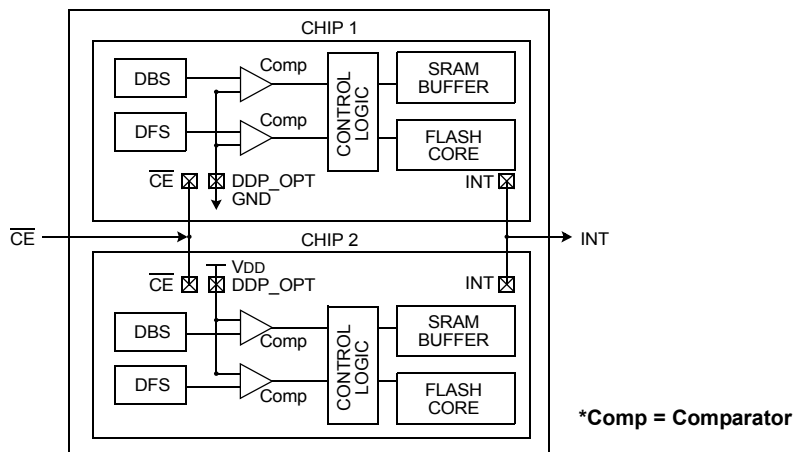 CHIP 1
DBS
Comp
CONTROL LOGIC
SRAM
BUFFER
DFS
Comp
FLASH
CORE
CE
DDP_OPT
GND
INT
CE
INT
CHIP 2
VDD
CE
DDP_OPT
INT
DBS
Comp
CONTROL LOGIC
SRAM
BUFFER
DFS
Comp
FLASH
CORE
*Comp = Comparator